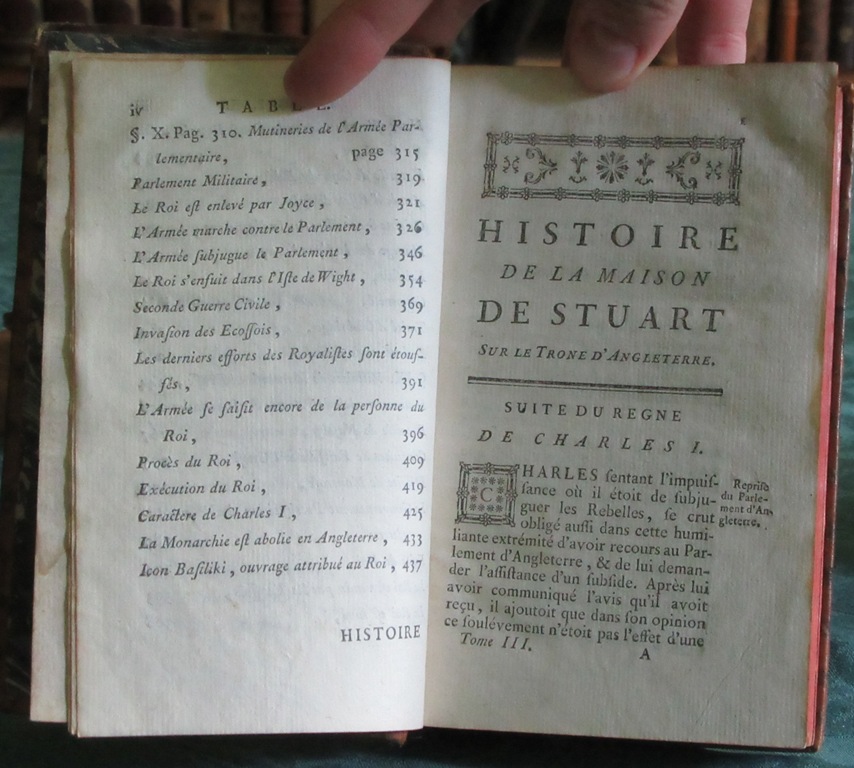 iv TABLE.
§. X. Pag. 310. Mutineries de l'Armée Par-
lementaire, page 315
Parlement Militaire, 319
Le Roi eſt enlevé par Joyce, 321
L'Armée marche contre le Parlement, 326
L'Armée ſubjugue le Parlement, 346
Le Roi s'enfuit dans l'Iſle de Wight, 354
Seconde Guerre Civile, 369
Invaſion des Ecoſſois, 371
Les derniers efforts des Royaliſtes ſont étouf-
fés, 391
L'Armée ſe ſaiſit encore de la perſonne du
Roi, 396
Procès du Roi, 409
Exécution du Roi, 419
Caractere de Charles I, 425
La Monarchie eſt abolie en Angleterre, 433
Icon Baſiliki, ouvrage attribué au Roi, 437
HISTOIRE
HISTOIRE
DE LA MAISON
DE STUART
SUR LE TRONE D'ANGLETERRE.
SUITE DU REGNE
DE CHARLES I.
CHARLES ſentant l'impuiſ-
ſance où il étoit de ſubju-
guer les Rebelles, ſe crut
obligé auſſi dans cette humi-
liante extrémité d'avoir recours au Par-
lement d'Angleterre, & de lui deman-
der l'aſſiſtance d'un ſubſide. Après lui
avoir communiqué l'avis qu'il avoit
reçu, il ajoutoit que dans ſon opinion
ce ſoulévement n'étoit pas l'effet d'une
Repriſe
du Parle-
ment d'An-
gleterre.
Tome III. A